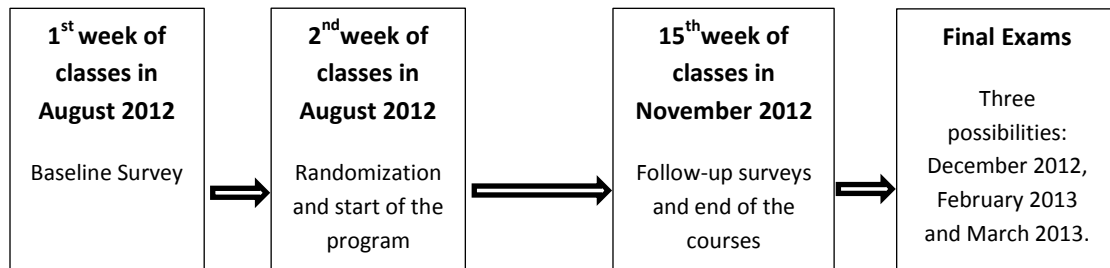 1st week of
classes in
August 2012
Baseline Survey
2nd week of
classes in
August 2012
Randomization
and start of the
program
15th week of
classes in
November 2012
Follow-up surveys
and end of the
courses
Final Exams
Three
possibilities:
December 2012,
February 2013
and March 2013.